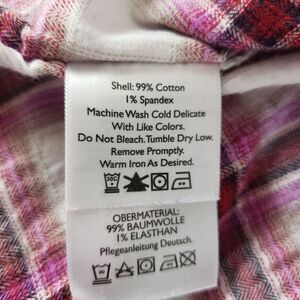 Shell: 99% Cotton
1% Spandex
Machine Wash Cold Delicate
With Like Colors.
Do Not Bleach. Tumble Dry Low.
Remove Promptly.
Warm Iron As Desired.
OBERMATERIAL:
99% BAUMWOLLE
1% ELASTHAN
Pflegeanleitung Deutsch.